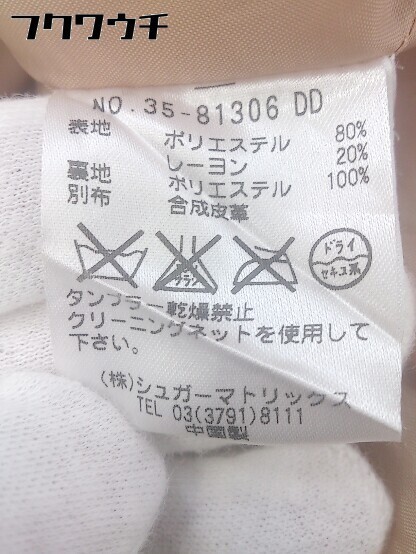 フクワウチ
NO.35-81306 DD
表地 ポリエステル 80%
レーヨン 20%
裏地 ポリエステル 100%
別布 合成皮革
ドライ
セキユ系
タンブラー乾燥禁止
クリーニングネットを使用して
下さい。
(株)シュガーマトリックス
TEL 03(3791)8111
中国製